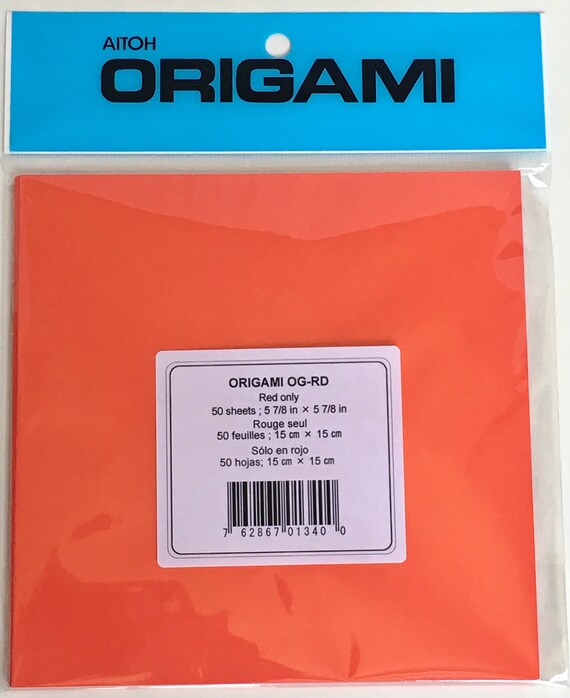 AITOH
ORIGAMI
ORIGAMI OG-RD
Red only
50 sheets ; 5 7/8 in × 5 7/8 in
Rouge seul
50 feuilles ; 15 cm × 15 cm
Sólo en rojo
50 hojas; 15 cm × 15 cm
7 62867 01340 0